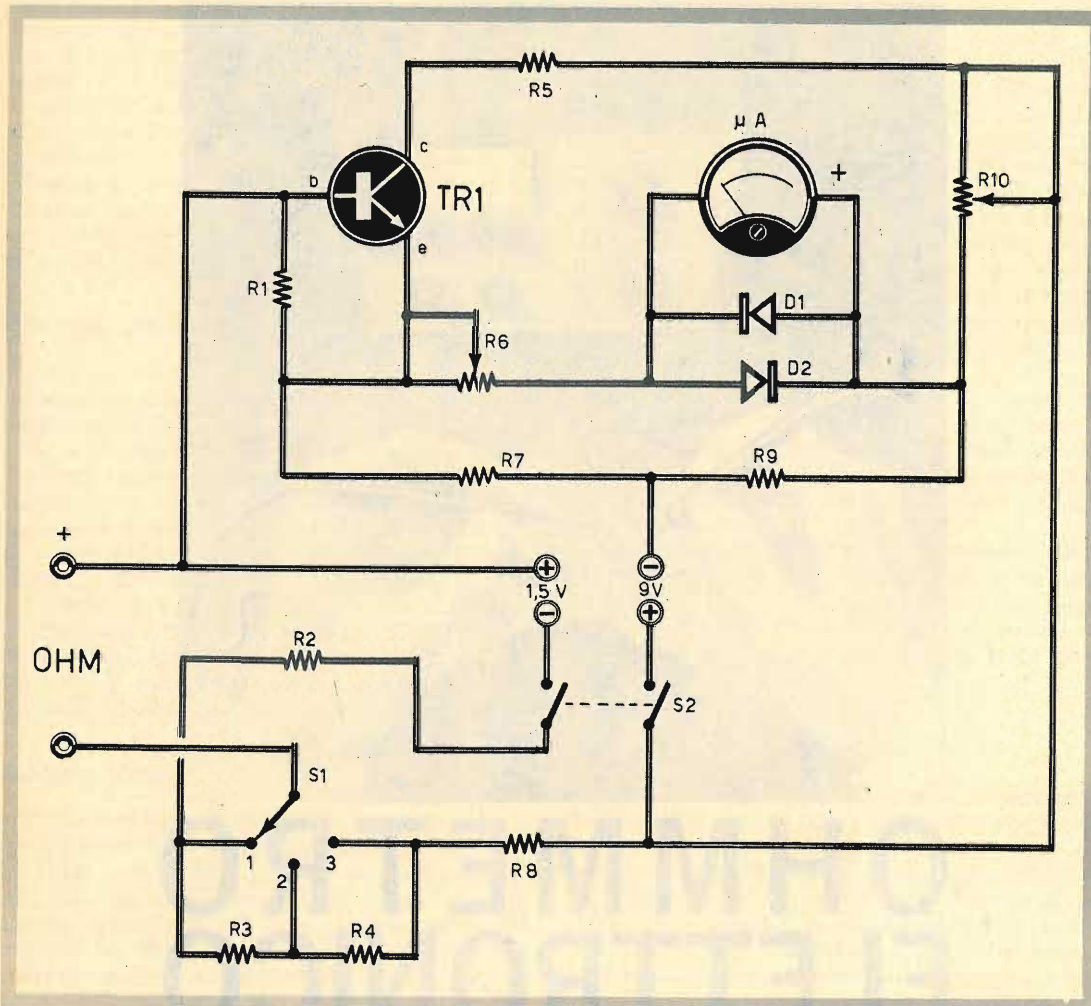 R5
μ A
c
b
TR1
+
R10
e
R1
D1
R6
D2
R7
R9
+
+
−
1,5 V
9V
−
+
R2
OHM
S2
S1
1
3
R8
2
R3
R4
OHMMETRO
ELETTRONICO